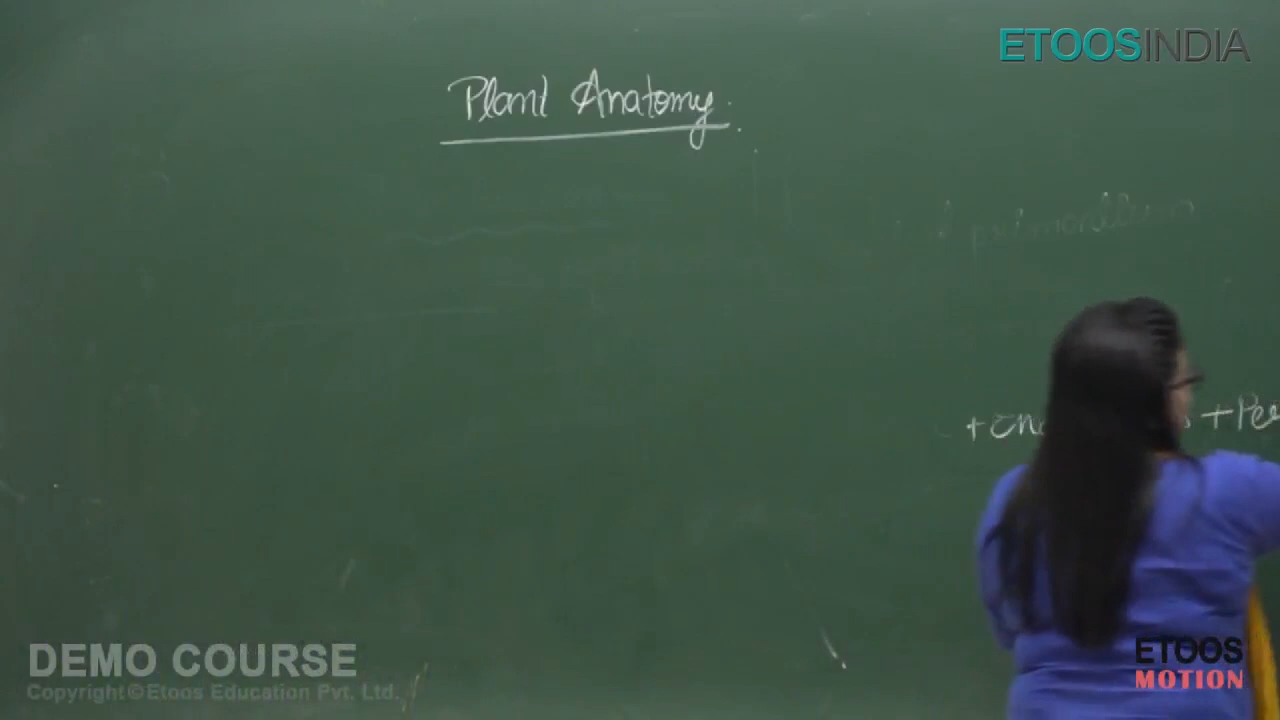 ETOOSINDIA
Plant Anatomy.
DEMO COURSE
Copyright©Etoos Education Pvt. Ltd.
ETOOS
MOTION